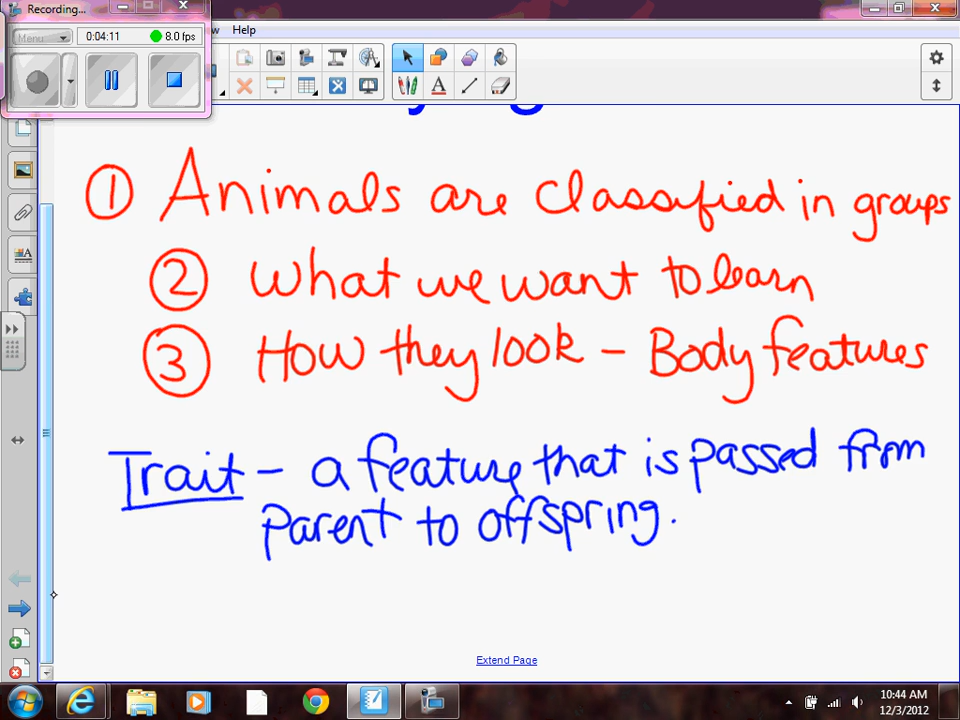 Recording...
Menu
0:04:11
8.0 fps
Help
① Animals are classified in groups
② What we want to learn
③ How they look - Body features
Trait - a feature that is passed from
parent to offspring.
Extend Page
10:44 AM
12/3/2012